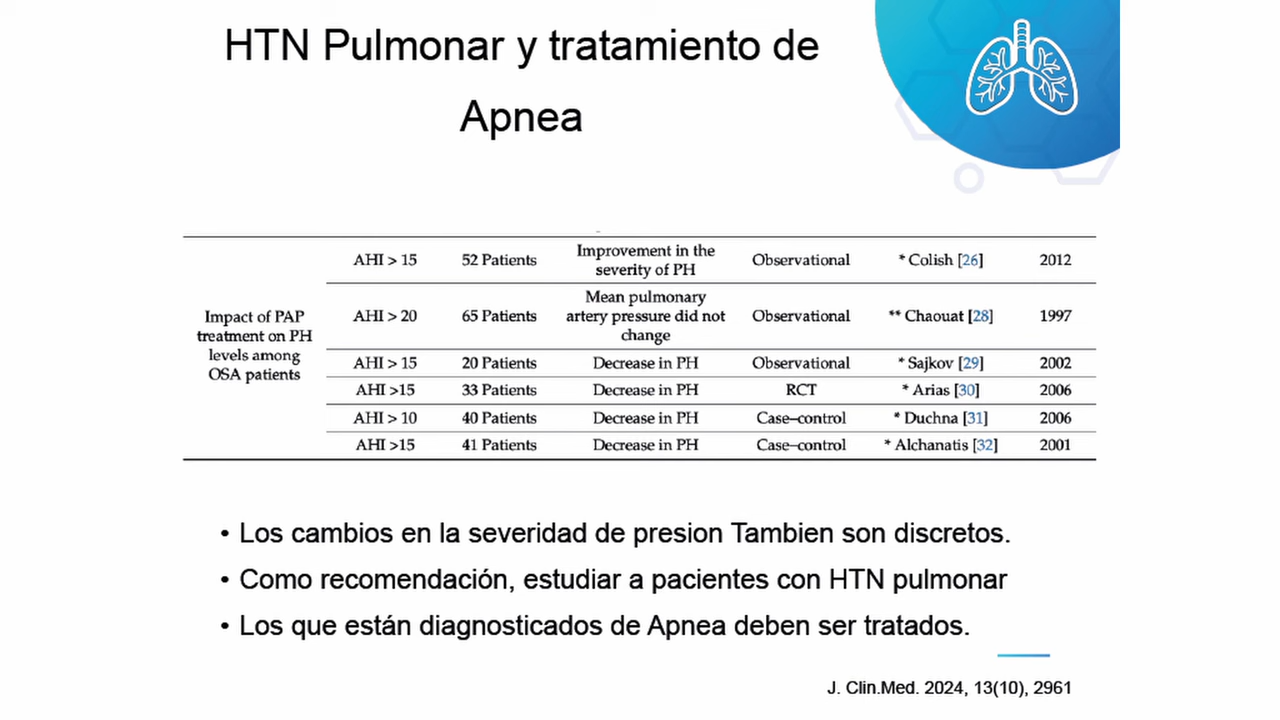 HTN Pulmonar y tratamiento de
Apnea
Impact of PAP
treatment on PH
levels among
OSA patients
AHI > 15 52 Patients Improvement in the severity of PH Observational * Colish [26] 2012
AHI > 20 65 Patients Mean pulmonary artery pressure did not change Observational ** Chaouat [28] 1997
AHI > 15 20 Patients Decrease in PH Observational * Sajkov [29] 2002
AHI >15 33 Patients Decrease in PH RCT * Arias [30] 2006
AHI > 10 40 Patients Decrease in PH Case–control * Duchna [31] 2006
AHI >15 41 Patients Decrease in PH Case–control * Alchanatis [32] 2001
• Los cambios en la severidad de presion Tambien son discretos.
• Como recomendación, estudiar a pacientes con HTN pulmonar
• Los que están diagnosticados de Apnea deben ser tratados.
J. Clin.Med. 2024, 13(10), 2961